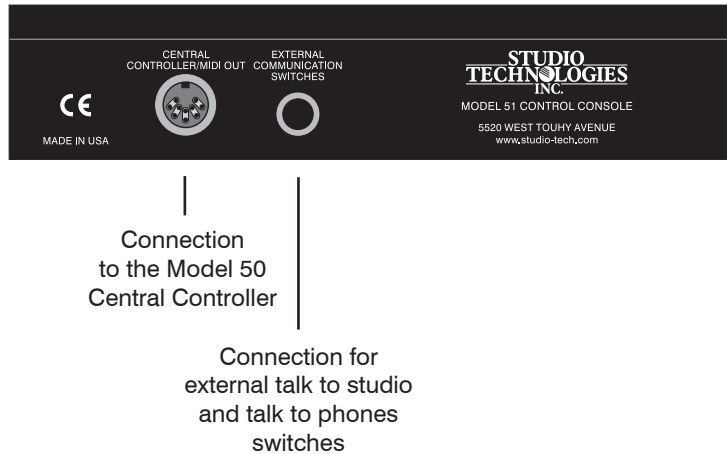 CENTRAL
CONTROLLER/MIDI OUT
EXTERNAL
COMMUNICATION
SWITCHES
STUDIO
TECHNOLOGIES
INC.
MODEL 51 CONTROL CONSOLE
5520 WEST TOUHY AVENUE
www.studio-tech.com
CE
MADE IN USA
Connection
to the Model 50
Central Controller
Connection for
external talk to studio
and talk to phones
switches